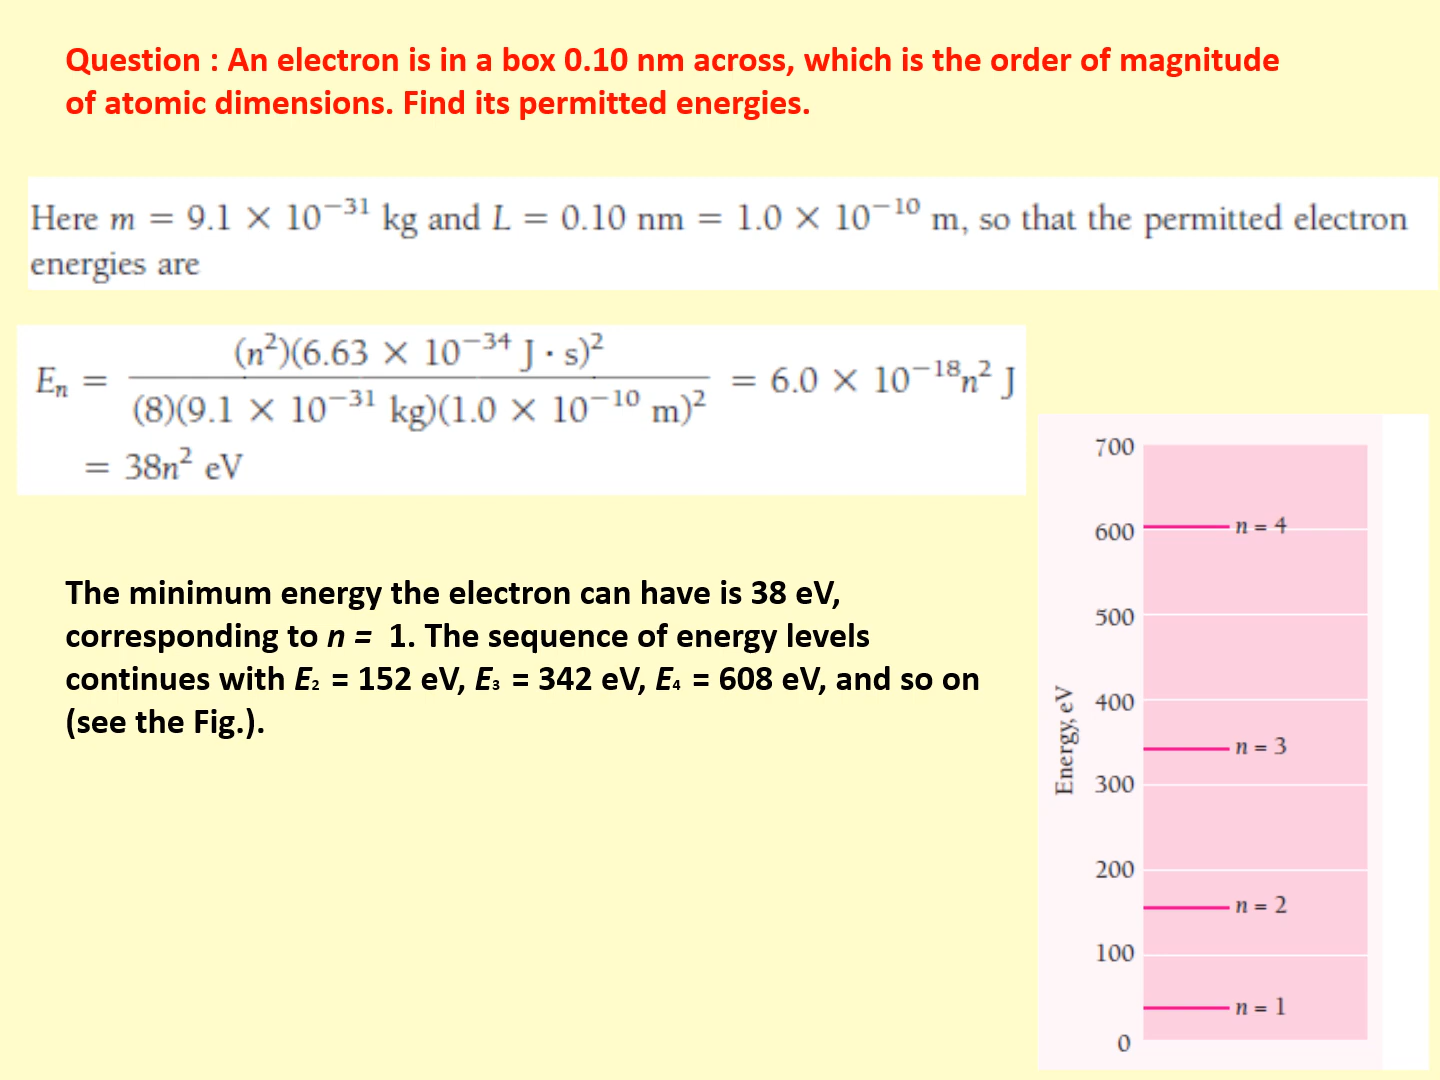 Question : An electron is in a box 0.10 nm across, which is the order of magnitude
of atomic dimensions. Find its permitted energies.
Here m = 9.1 × 10⁻³¹ kg and L = 0.10 nm = 1.0 × 10⁻¹⁰ m, so that the permitted electron
energies are
Eₙ = (n²)(6.63 × 10⁻³⁴ J · s)² / (8)(9.1 × 10⁻³¹ kg)(1.0 × 10⁻¹⁰ m)² = 6.0 × 10⁻¹⁸n² J
= 38n² eV
The minimum energy the electron can have is 38 eV,
corresponding to n = 1. The sequence of energy levels
continues with E₂ = 152 eV, E₃ = 342 eV, E₄ = 608 eV, and so on
(see the Fig.).
700
n = 4
600
500
Energy, eV
400
n = 3
300
200
n = 2
100
n = 1
0